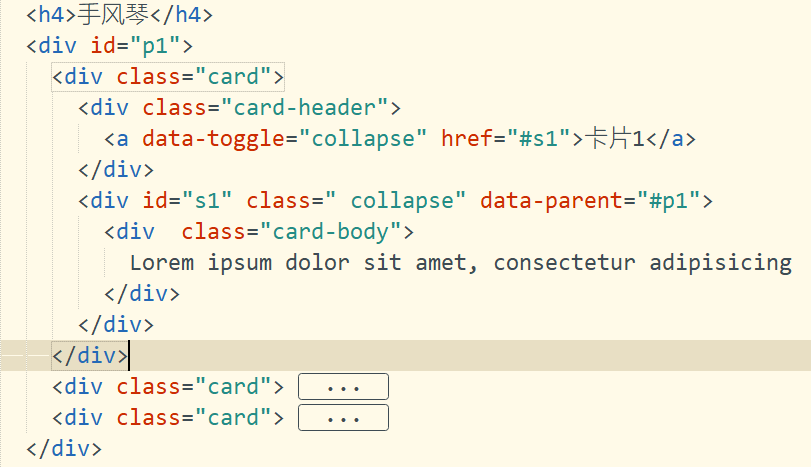 <h4>手风琴</h4>
<div id="p1">
<div class="card">
<div class="card-header">
<a data-toggle="collapse" href="#s1">卡片1</a>
</div>
<div id="s1" class=" collapse" data-parent="#p1">
<div  class="card-body">
Lorem ipsum dolor sit amet, consectetur adipisicing
</div>
</div>
</div>
<div class="card"> ...
<div class="card"> ...
</div>